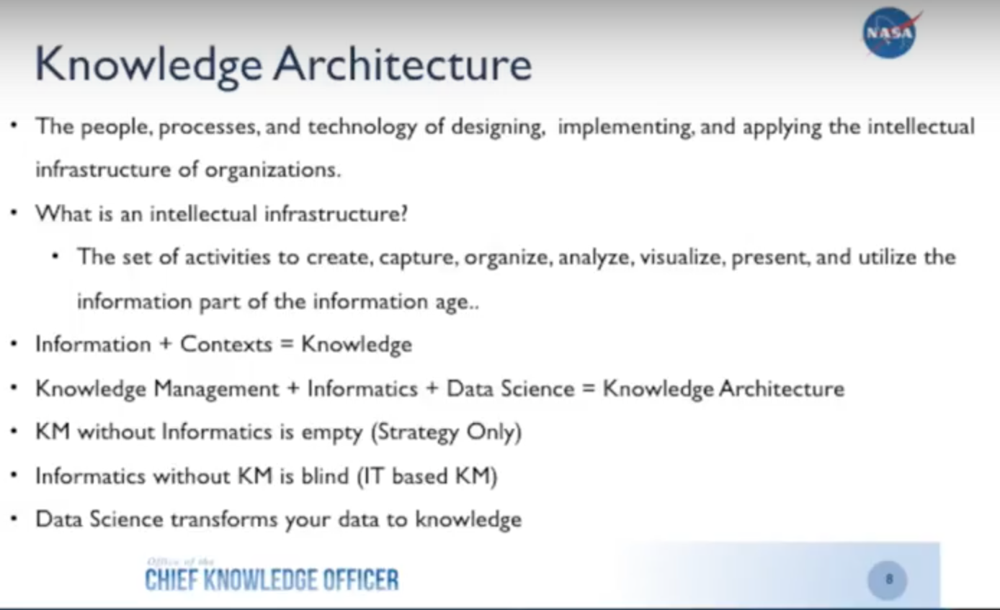 NASA
Knowledge Architecture
• The people, processes, and technology of designing, implementing, and applying the intellectual
infrastructure of organizations.
• What is an intellectual infrastructure?
• The set of activities to create, capture, organize, analyze, visualize, present, and utilize the
information part of the information age..
• Information + Contexts = Knowledge
• Knowledge Management + Informatics + Data Science = Knowledge Architecture
• KM without Informatics is empty (Strategy Only)
• Informatics without KM is blind (IT based KM)
• Data Science transforms your data to knowledge
Office of the
CHIEF KNOWLEDGE OFFICER
8